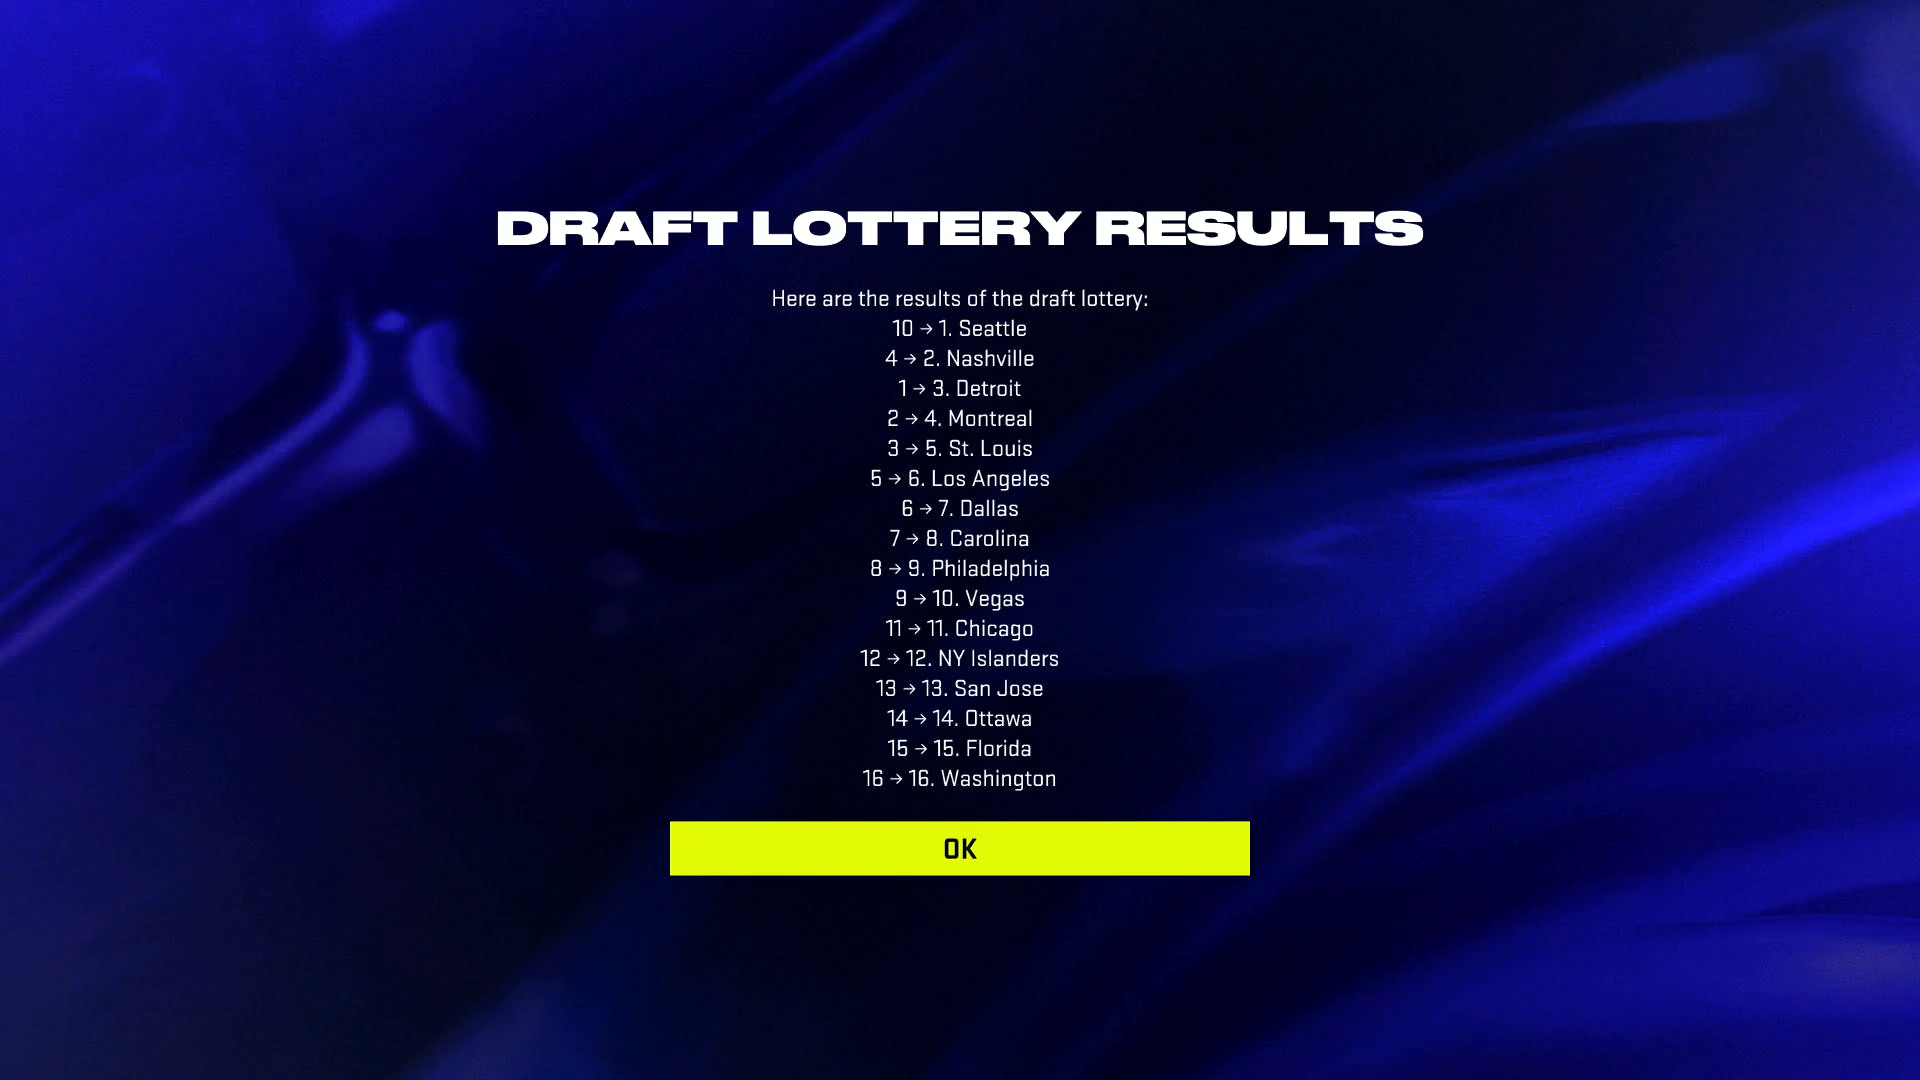 DRAFT LOTTERY RESULTS
Here are the results of the draft lottery:
10 → 1. Seattle
4 → 2. Nashville
1 → 3. Detroit
2 → 4. Montreal
3 → 5. St. Louis
5 → 6. Los Angeles
6 → 7. Dallas
7 → 8. Carolina
8 → 9. Philadelphia
9 → 10. Vegas
11 → 11. Chicago
12 → 12. NY Islanders
13 → 13. San Jose
14 → 14. Ottawa
15 → 15. Florida
16 → 16. Washington
OK